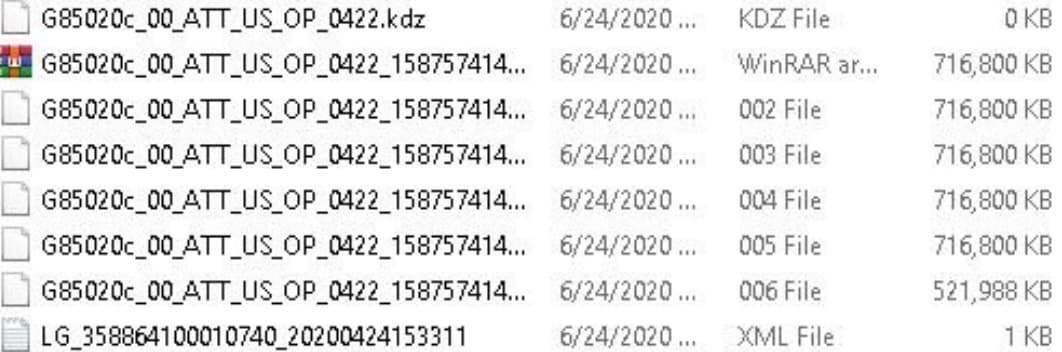 G85020c_00_ATT_US_OP_0422.kdz 6/24/2020 ... KDZ File 0 KB
G85020c_00_ATT_US_OP_0422_158757414... 6/24/2020 ... WinRAR ar... 716,800 KB
G85020c_00_ATT_US_OP_0422_158757414... 6/24/2020 ... 002 File 716,800 KB
G85020c_00_ATT_US_OP_0422_158757414... 6/24/2020 ... 003 File 716,800 KB
G85020c_00_ATT_US_OP_0422_158757414... 6/24/2020 ... 004 File 716,800 KB
G85020c_00_ATT_US_OP_0422_158757414... 6/24/2020 ... 005 File 716,800 KB
G85020c_00_ATT_US_OP_0422_158757414... 6/24/2020 ... 006 File 521,988 KB
LG_358864100010740_20200424153311 6/24/2020 ... XML File 1 KB